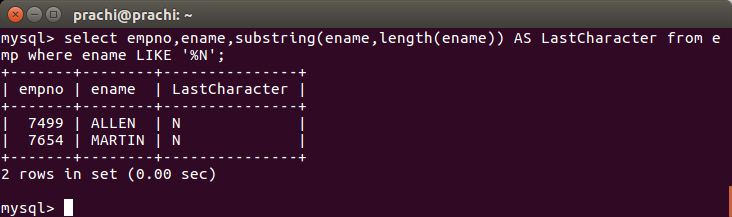 prachi@prachi: ~
mysql> select empno,ename,substring(ename,length(ename)) AS LastCharacter from e
mp where ename LIKE '%N';
+-------+--------+---------------+
| empno | ename  | LastCharacter |
+-------+--------+---------------+
|  7499 | ALLEN  | N             |
|  7654 | MARTIN | N             |
+-------+--------+---------------+
2 rows in set (0.00 sec)
mysql>